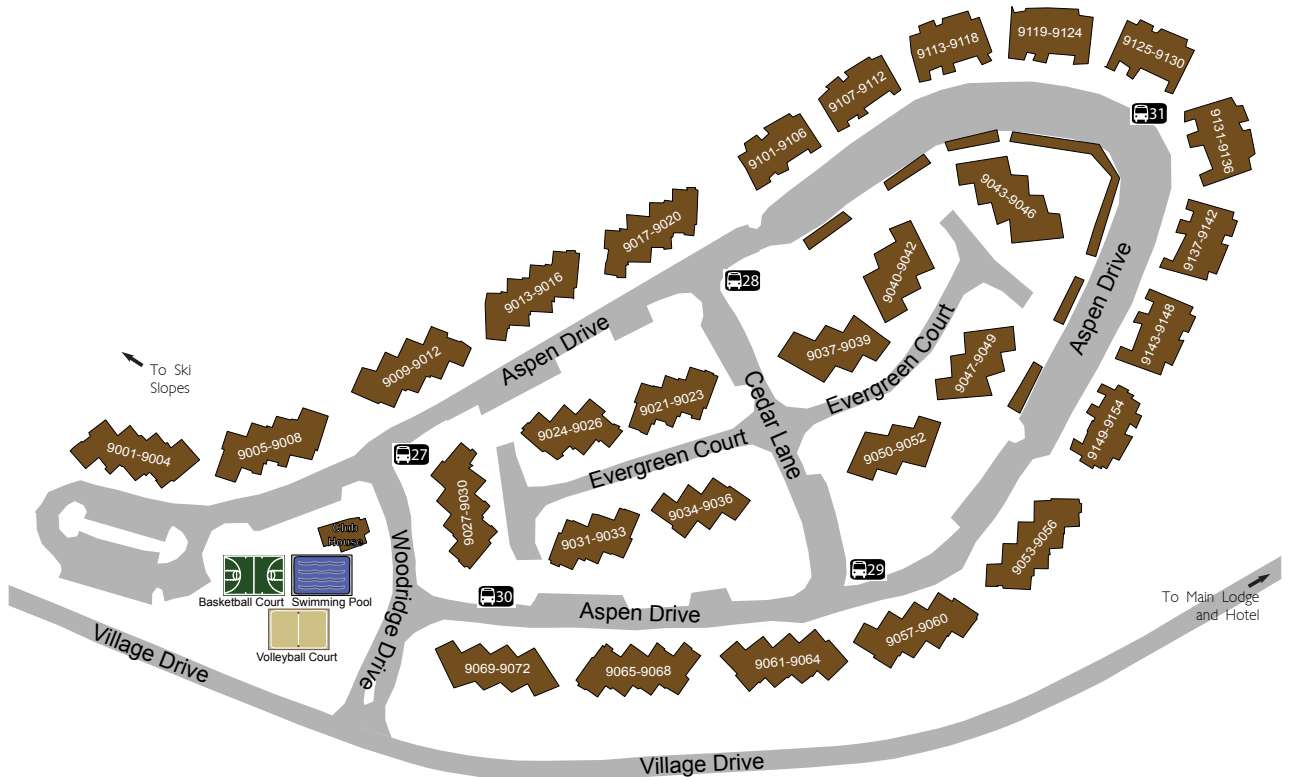 9119-9124
9113-9118
9125-9130
9107-9112
31
9101-9106
9131-9136
9043-9046
9017-9020
9137-9142
28
9040-9042
9013-9016
Aspen Drive
9143-9148
Aspen Drive
9037-9039
Evergreen Court
9009-9012
To Ski
Slopes
9047-9049
9021-9023
Cedar Lane
9024-9026
9149-9154
9001-9004
9005-9008
27
Evergreen Court
9050-9052
9027-9030
9034-9036
Club
House
9031-9033
9053-9056
29
Woodridge Drive
30
Basketball Court
Swimming Pool
Aspen Drive
To Main Lodge
and Hotel
9057-9060
Village Drive
Volleyball Court
9069-9072
9065-9068
9061-9064
Village Drive